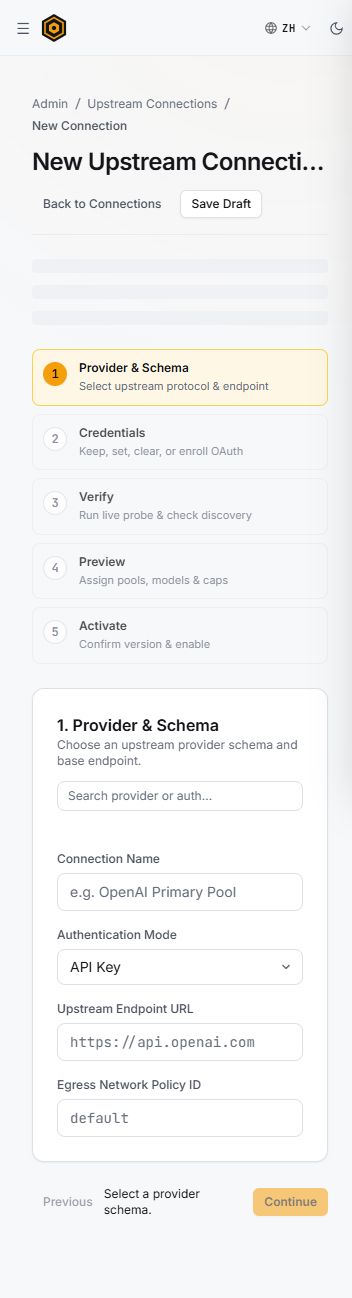 ZH
Admin / Upstream Connections /
New Connection
New Upstream Connecti...
Back to Connections
Save Draft
1
Provider & Schema
Select upstream protocol & endpoint
2
Credentials
Keep, set, clear, or enroll OAuth
3
Verify
Run live probe & check discovery
4
Preview
Assign pools, models & caps
5
Activate
Confirm version & enable
1. Provider & Schema
Choose an upstream provider schema and
base endpoint.
Search provider or auth...
Connection Name
e.g. OpenAI Primary Pool
Authentication Mode
API Key
Upstream Endpoint URL
https://api.openai.com
Egress Network Policy ID
default
Previous
Select a provider
schema.
Continue